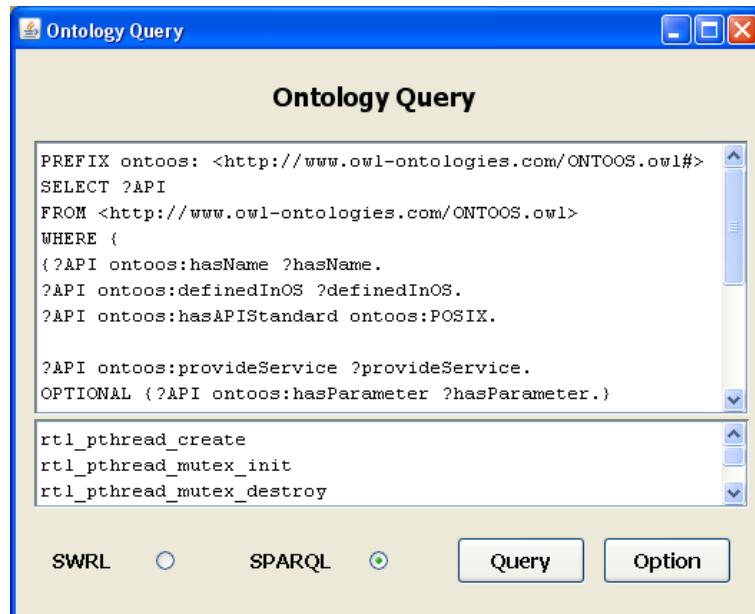 Ontology Query
Ontology Query
PREFIX ontoos: <http://www.owl-ontologies.com/ONTOOS.owl#>
SELECT ?API
FROM <http://www.owl-ontologies.com/ONTOOS.owl>
WHERE {
{?API ontoos:hasName ?hasName.
?API ontoos:definedInOS ?definedInOS.
?API ontoos:hasAPIStandard ontoos:POSIX.
?API ontoos:provideService ?provideService.
OPTIONAL {?API ontoos:hasParameter ?hasParameter.}
rtl_pthread_create
rtl_pthread_mutex_init
rtl_pthread_mutex_destroy
SWRL SPARQL Query Option